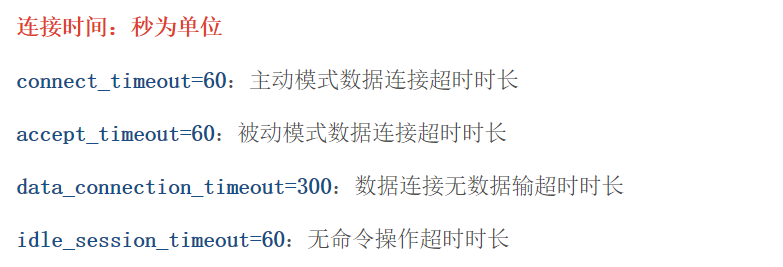 连接时间：秒为单位
connect_timeout=60：主动模式数据连接超时时长
accept_timeout=60：被动模式数据连接超时时长
data_connection_timeout=300：数据连接无数据输超时时长
idle_session_timeout=60：无命令操作超时时长